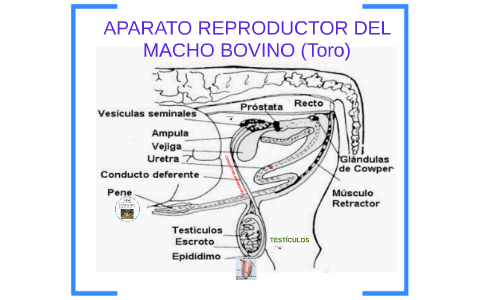 APARATO REPRODUCTOR DEL
MACHO BOVINO (Toro)
Vesículas seminales
Próstata
Recto
Ampula
Vejiga
Uretra
Glándulas
de Cowper
Conducto deferente
Pene
Músculo
Retractor
Testiculos
Escroto
Epidídimo
TESTÍCULOS